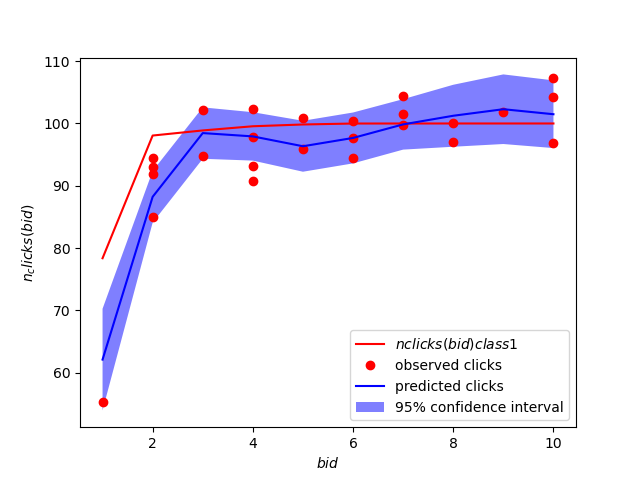 110
100
90
80
70
60
n_clicks(bid)
2
4
6
8
10
bid
nclicks(bid)class1
observed clicks
predicted clicks
95% confidence interval